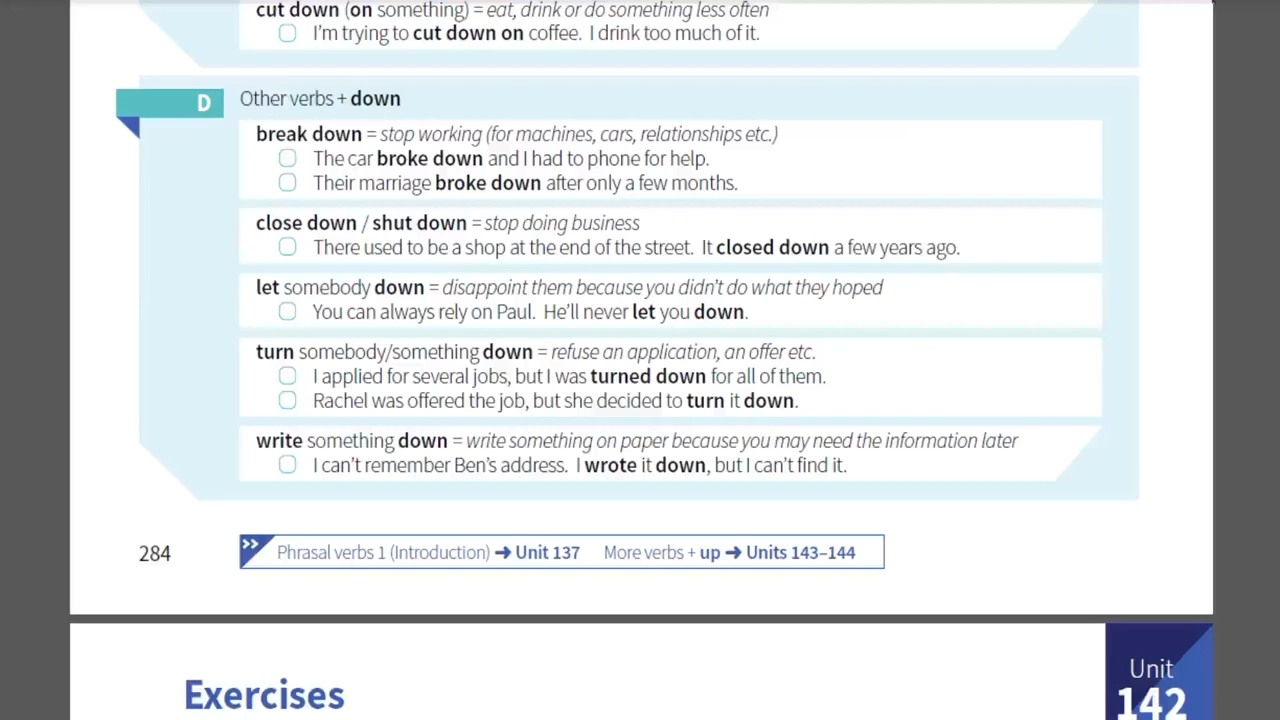 cut down (on something) = eat, drink or do something less often
I'm trying to cut down on coffee. I drink too much of it.
D
Other verbs + down
break down = stop working (for machines, cars, relationships etc.)
The car broke down and I had to phone for help.
Their marriage broke down after only a few months.
close down / shut down = stop doing business
There used to be a shop at the end of the street. It closed down a few years ago.
let somebody down = disappoint them because you didn't do what they hoped
You can always rely on Paul. He'll never let you down.
turn somebody/something down = refuse an application, an offer etc.
I applied for several jobs, but I was turned down for all of them.
Rachel was offered the job, but she decided to turn it down.
write something down = write something on paper because you may need the information later
I can't remember Ben's address. I wrote it down, but I can't find it.
284
Phrasal verbs 1 (Introduction) ➜ Unit 137 More verbs + up ➜ Units 143–144
Exercises
Unit
142